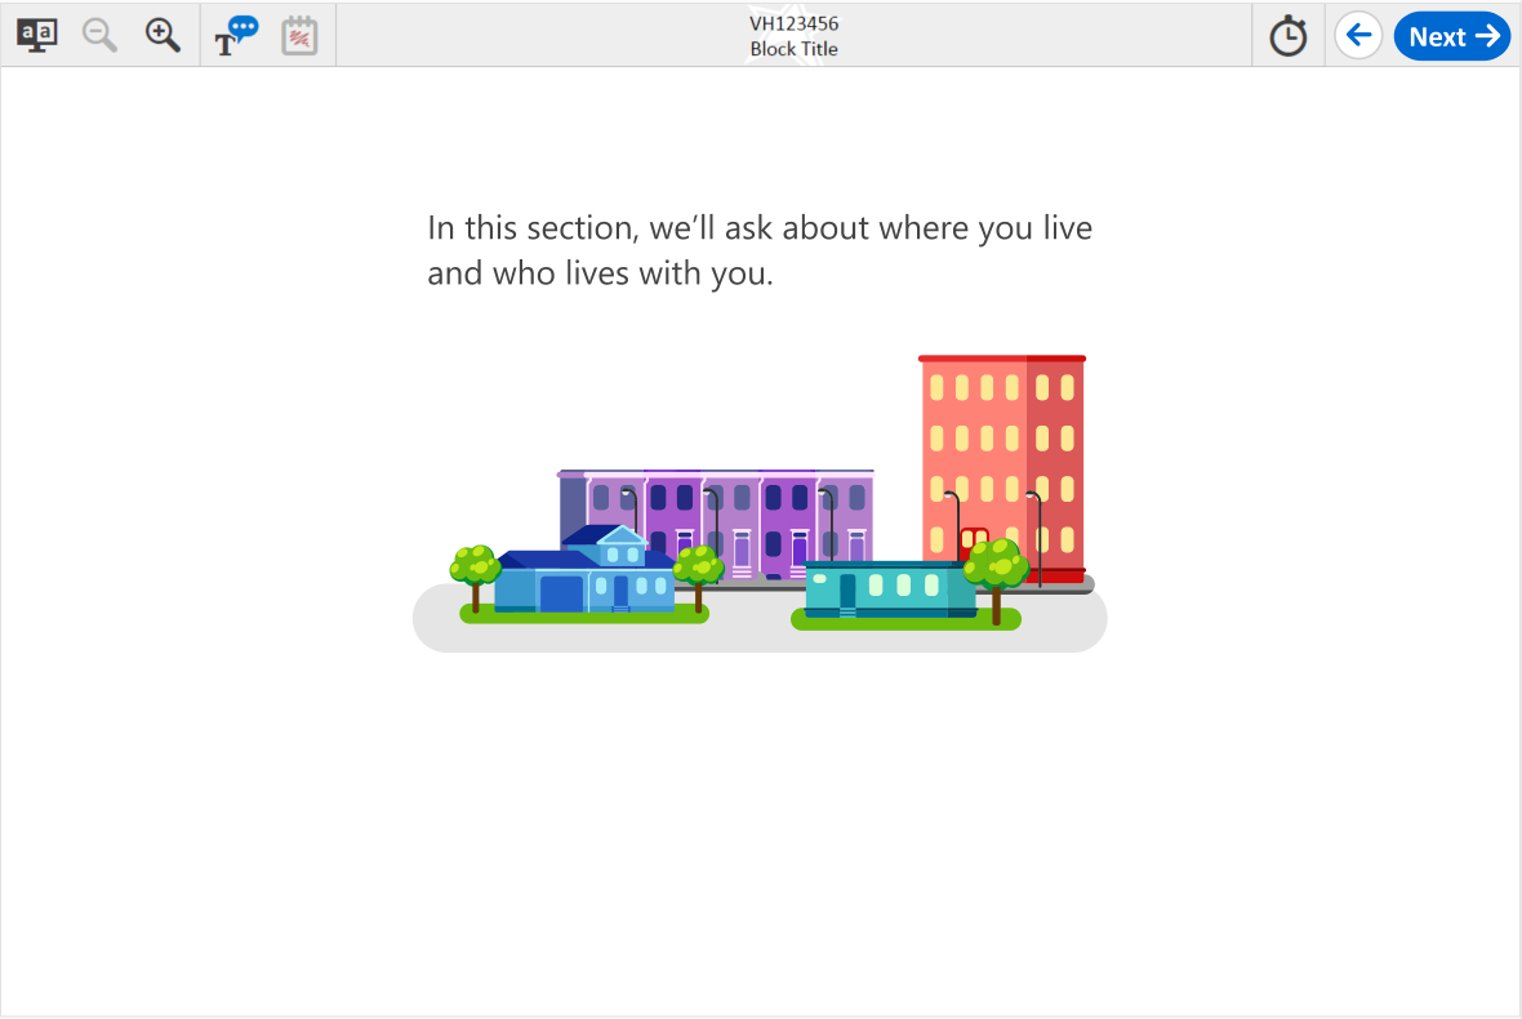 aa
T
VH123456
Block Title
Next
In this section, we’ll ask about where you live
and who lives with you.